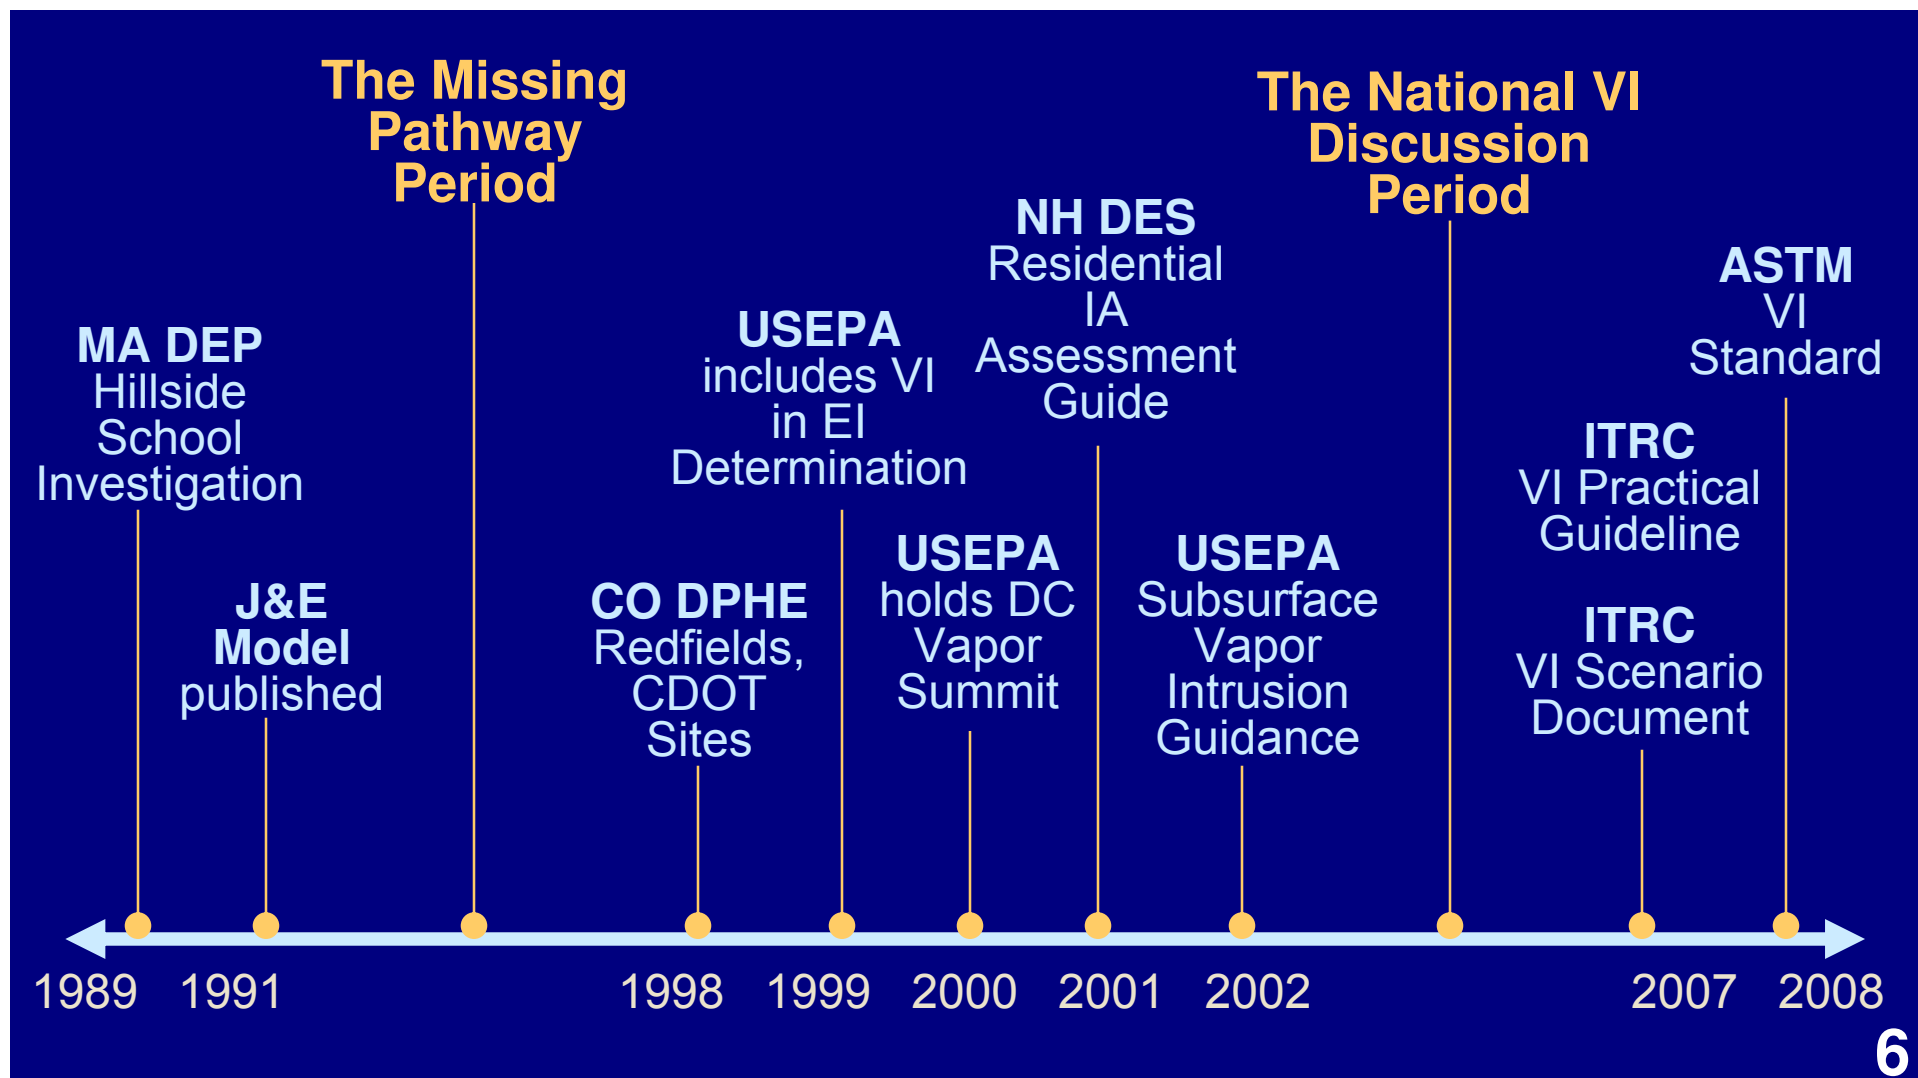 The Missing
Pathway
Period
The National VI
Discussion
Period
MA DEP
Hillside
School
Investigation
J&E
Model
published
CO DPHE
Redfields,
CDOT
Sites
USEPA
includes VI
in EI
Determination
USEPA
holds DC
Vapor
Summit
NH DES
Residential
IA
Assessment
Guide
USEPA
Subsurface
Vapor
Intrusion
Guidance
ITRC
VI Practical
Guideline
ITRC
VI Scenario
Document
ASTM
VI
Standard
1989 1991 1998 1999 2000 2001 2002 2007 2008
6